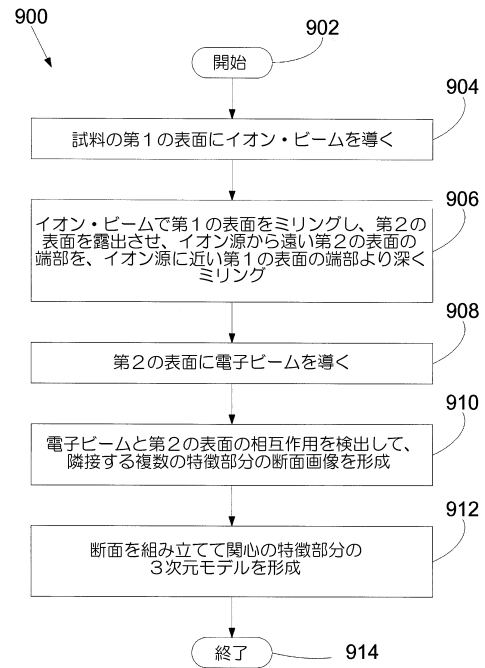 900
902
開始
904
試料の第1の表面にイオン・ビームを導く
906
イオン・ビームで第1の表面をミリングし、第2の
表面を露出させ、イオン源から遠い第2の表面の
端部を、イオン源に近い第1の表面の端部より深く
ミリング
908
第2の表面に電子ビームを導く
910
電子ビームと第2の表面の相互作用を検出して、
隣接する複数の特徴部分の断面画像を形成
912
断面を組み立てて関心の特徴部分の
3次元モデルを形成
終了
914